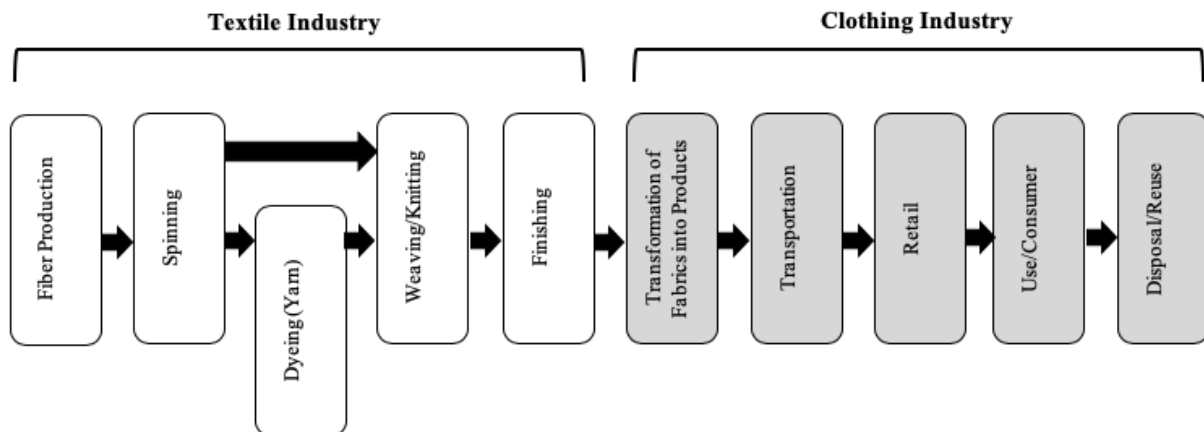 Textile Industry
Clothing Industry
Fiber Production
Spinning
Dyeing (Yarn)
Weaving/Knitting
Finishing
Transformation of
Fabrics into Products
Transportation
Retail
Use/Consumer
Disposal/Reuse